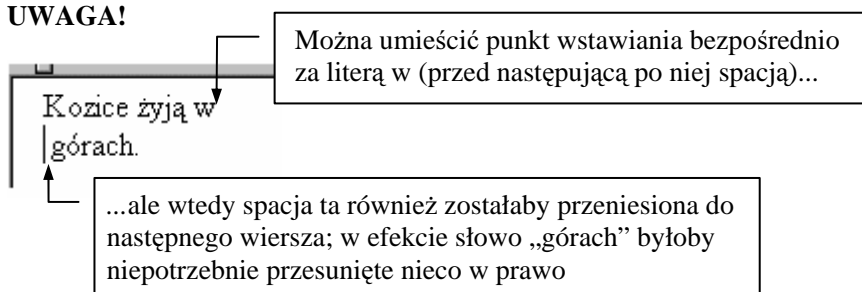 UWAGA!
Można umieścić punkt wstawiania bezpośrednio
za literą w (przed następującą po niej spacją)...
Kozice żyją w
górach.
...ale wtedy spacja ta również zostałaby przeniesiona do
następnego wiersza; w efekcie słowo „górach” byłoby
niepotrzebnie przesunięte nieco w prawo